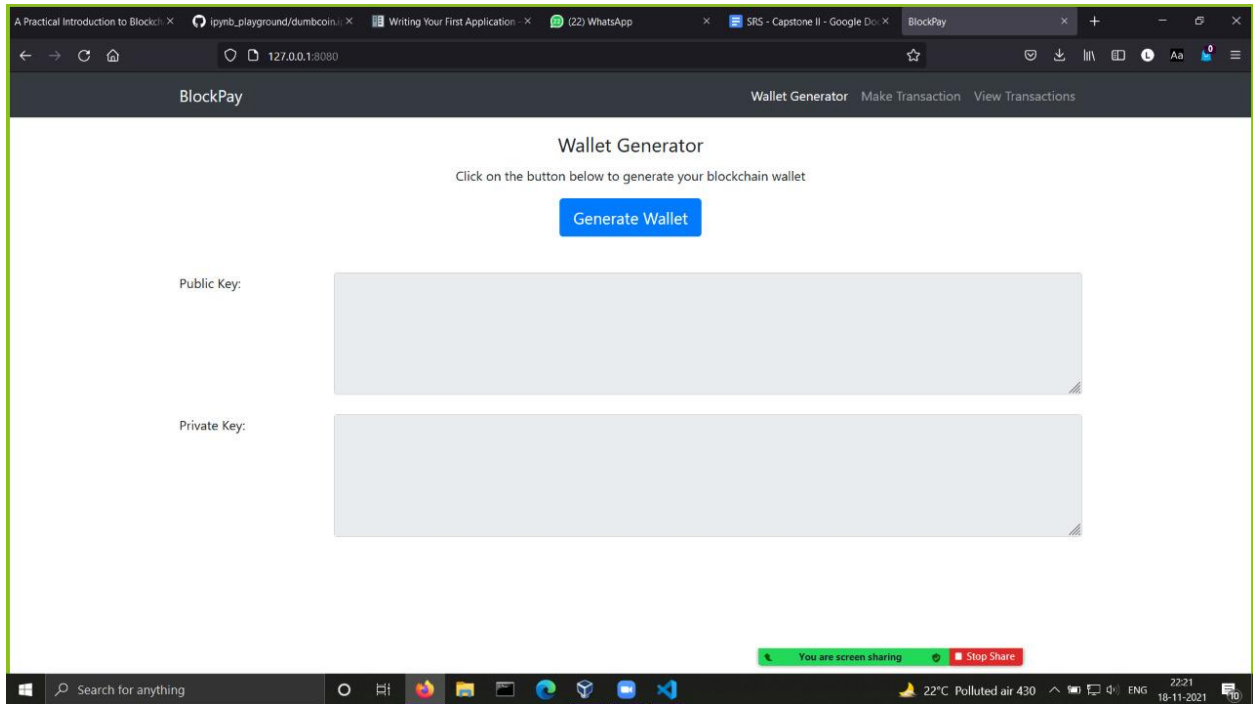 A Practical Introduction to Blockch
ipynb_playground/dumbcoin.i
Writing Your First Application -
(22) WhatsApp
SRS - Capstone II - Google Do
BlockPay
127.0.0.1:8080
L
Aa
0
BlockPay
Wallet Generator Make Transaction View Transactions
Wallet Generator
Click on the button below to generate your blockchain wallet
Generate Wallet
Public Key:
Private Key:
You are screen sharing
Stop Share
Search for anything
22°C Polluted air 430
ENG
22:21
18-11-2021
10